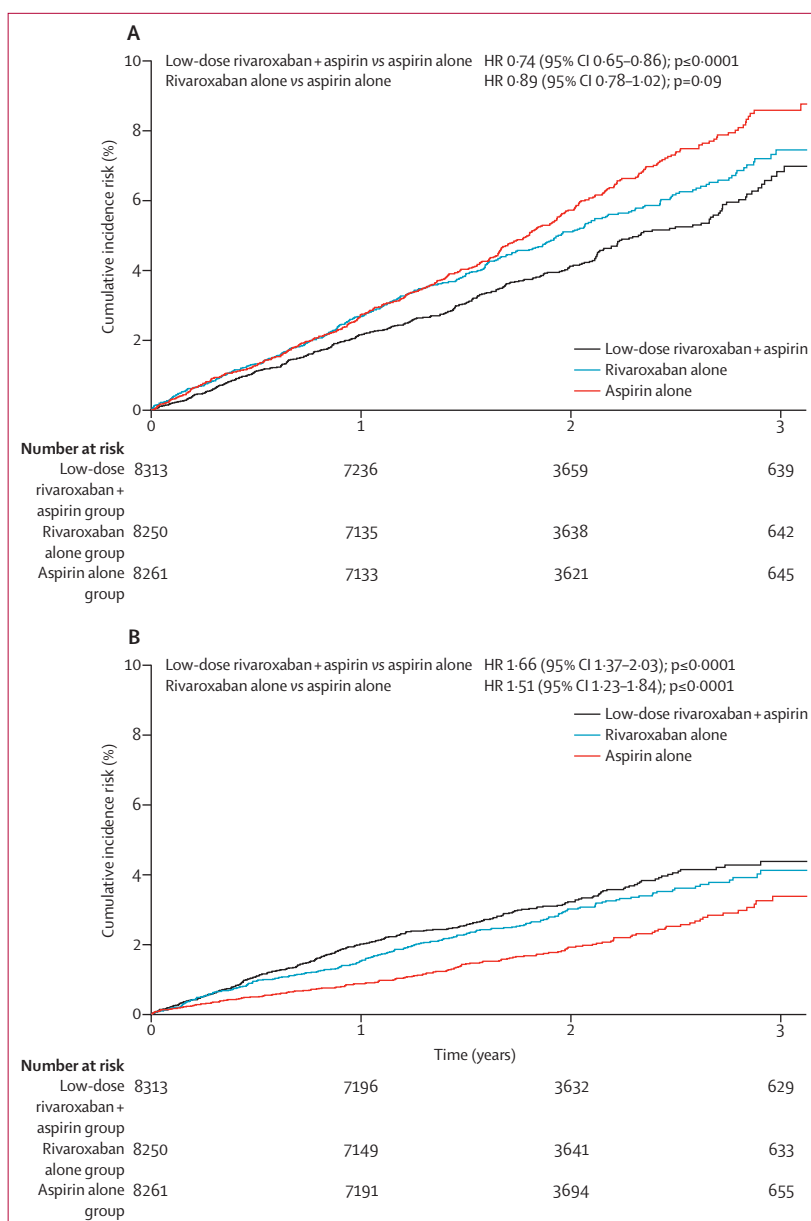 A
Low-dose rivaroxaban + aspirin vs aspirin alone HR 0·74 (95% CI 0·65–0·86); p≤0·0001
Rivaroxaban alone vs aspirin alone HR 0·89 (95% CI 0·78–1·02); p=0·09
10
8
6
4
2
0
Cumulative incidence risk (%)
Low-dose rivaroxaban + aspirin
Rivaroxaban alone
Aspirin alone
0 1 2 3
Number at risk
Low-dose 8313 7236 3659 639
rivaroxaban +
aspirin group
Rivaroxaban 8250 7135 3638 642
alone group
Aspirin alone 8261 7133 3621 645
group
B
Low-dose rivaroxaban + aspirin vs aspirin alone HR 1·66 (95% CI 1·37–2·03); p≤0·0001
Rivaroxaban alone vs aspirin alone HR 1·51 (95% CI 1·23–1·84); p≤0·0001
Low-dose rivaroxaban + aspirin
Rivaroxaban alone
Aspirin alone
10
8
6
4
2
0
Cumulative incidence risk (%)
0 1 2 3
Time (years)
Number at risk
Low-dose 8313 7196 3632 629
rivaroxaban +
aspirin group
Rivaroxaban 8250 7149 3641 633
alone group
Aspirin alone 8261 7191 3694 655
group